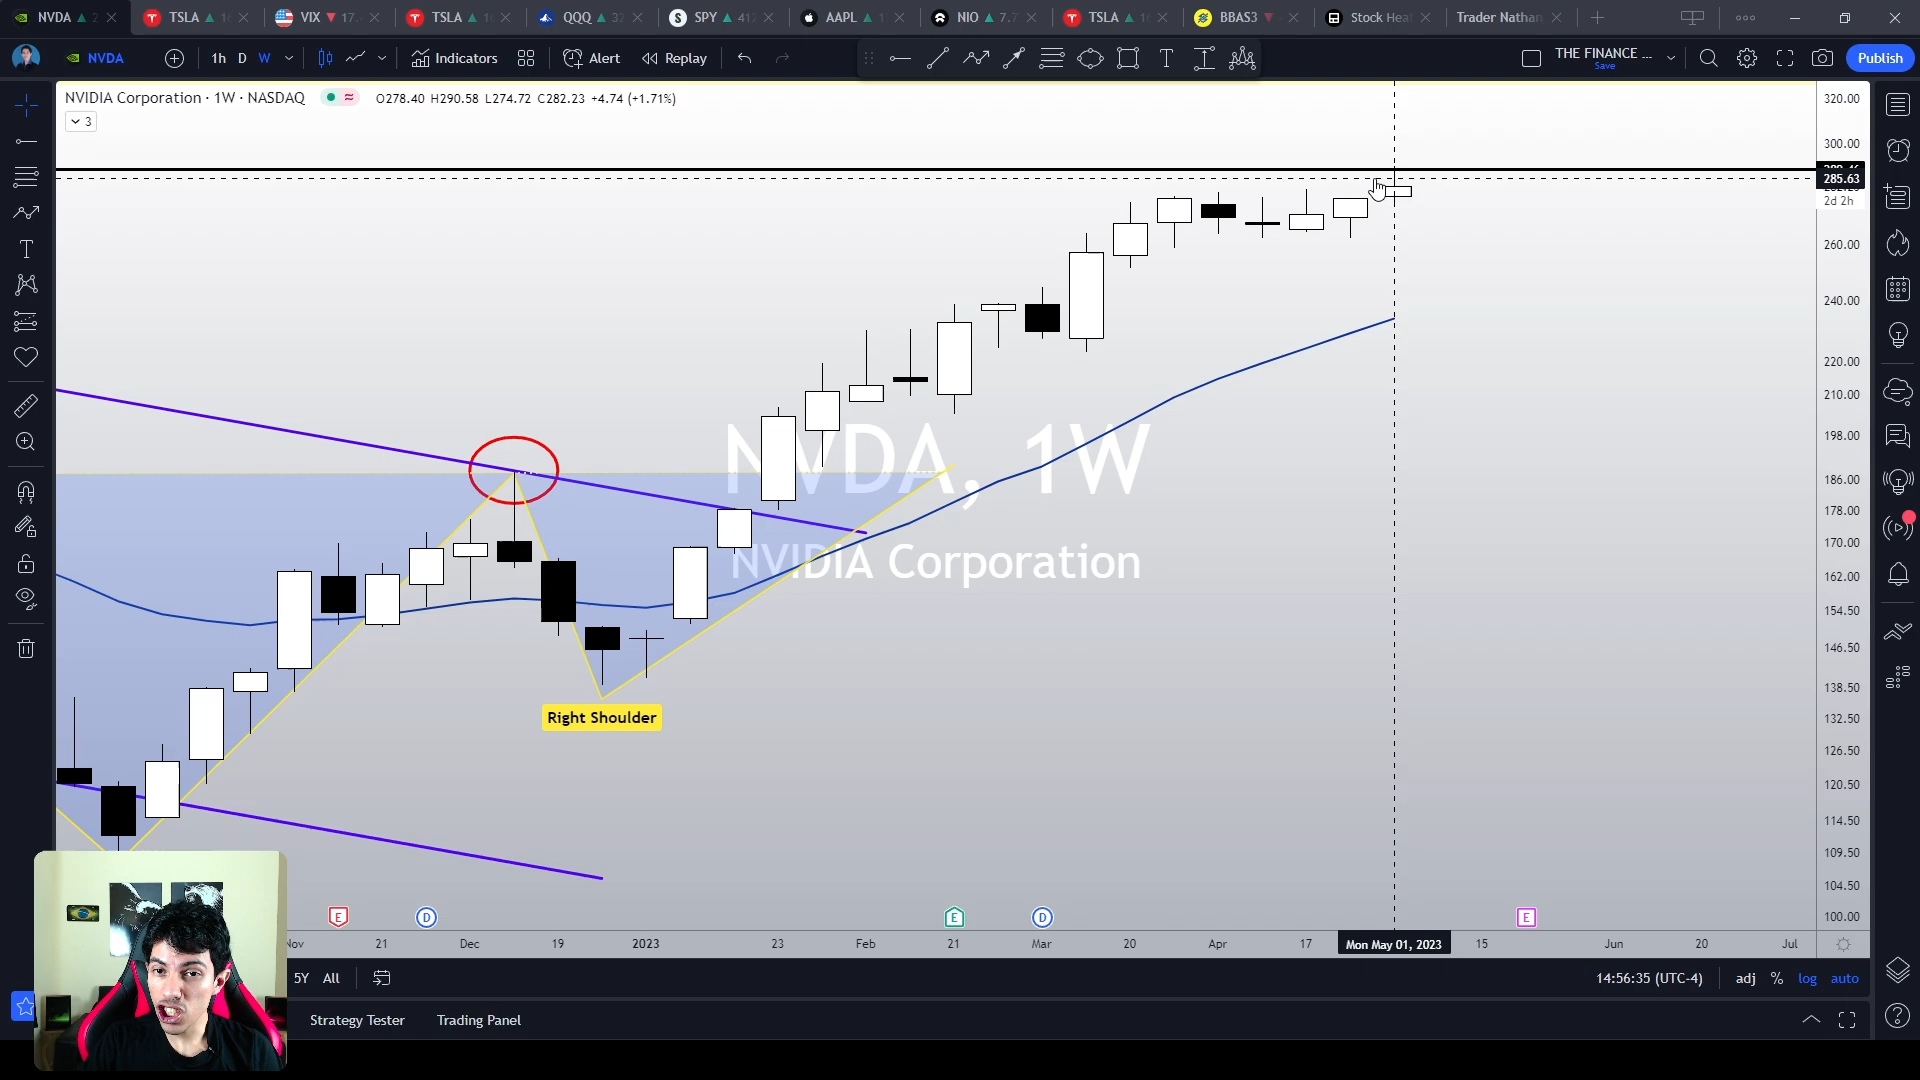 NVDA
TSLA
VIX
TSLA
QQQ
SPY
AAPL
NIO
TSLA
BBAS3
Stock Hea
Trader Nathan
NVDA
1h
D
W
Indicators
Alert
Replay
THE FINANCE ...
Save
Publish
NVIDIA Corporation · 1W · NASDAQ
O278.40 H290.58 L274.72 C282.23 +4.74 (+1.71%)
3
320.00
300.00
285.63
2d 2h
260.00
240.00
220.00
210.00
198.00
186.00
178.00
170.00
162.00
154.50
146.50
138.50
132.50
126.50
120.50
114.50
109.50
104.50
100.00
NVDA, 1W
NVIDIA Corporation
Right Shoulder
E
D
E
D
E
Nov
21
Dec
19
2023
23
Feb
21
Mar
20
Apr
17
Mon May 01, 2023
15
Jun
20
Jul
5Y
All
14:56:35 (UTC-4)
adj
%
log
auto
Strategy Tester
Trading Panel